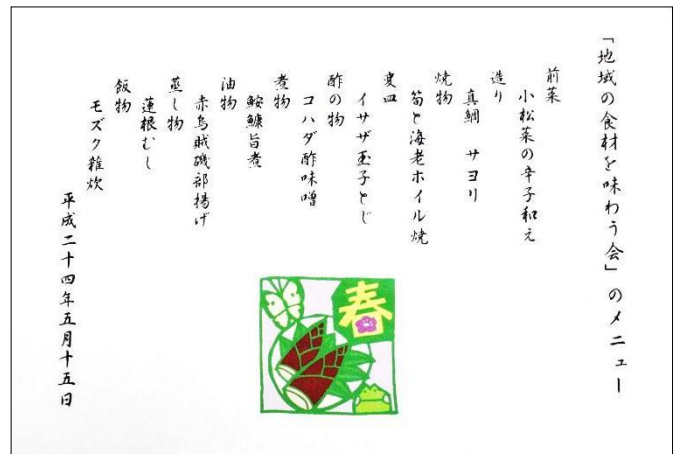 「地域の食材を味わう会」のメニュー
前菜
小松菜の辛子和え
造り
真鯛　サヨリ
焼物
筍と海老ホイル焼
変皿
イサザ玉子とじ
酢の物
コハダ酢味噌
煮物
鮟鱇旨煮
油物
赤烏賊磯部揚げ
蒸し物
蓮根むし
飯物
モズク雑炊
平成二十四年五月十五日
春